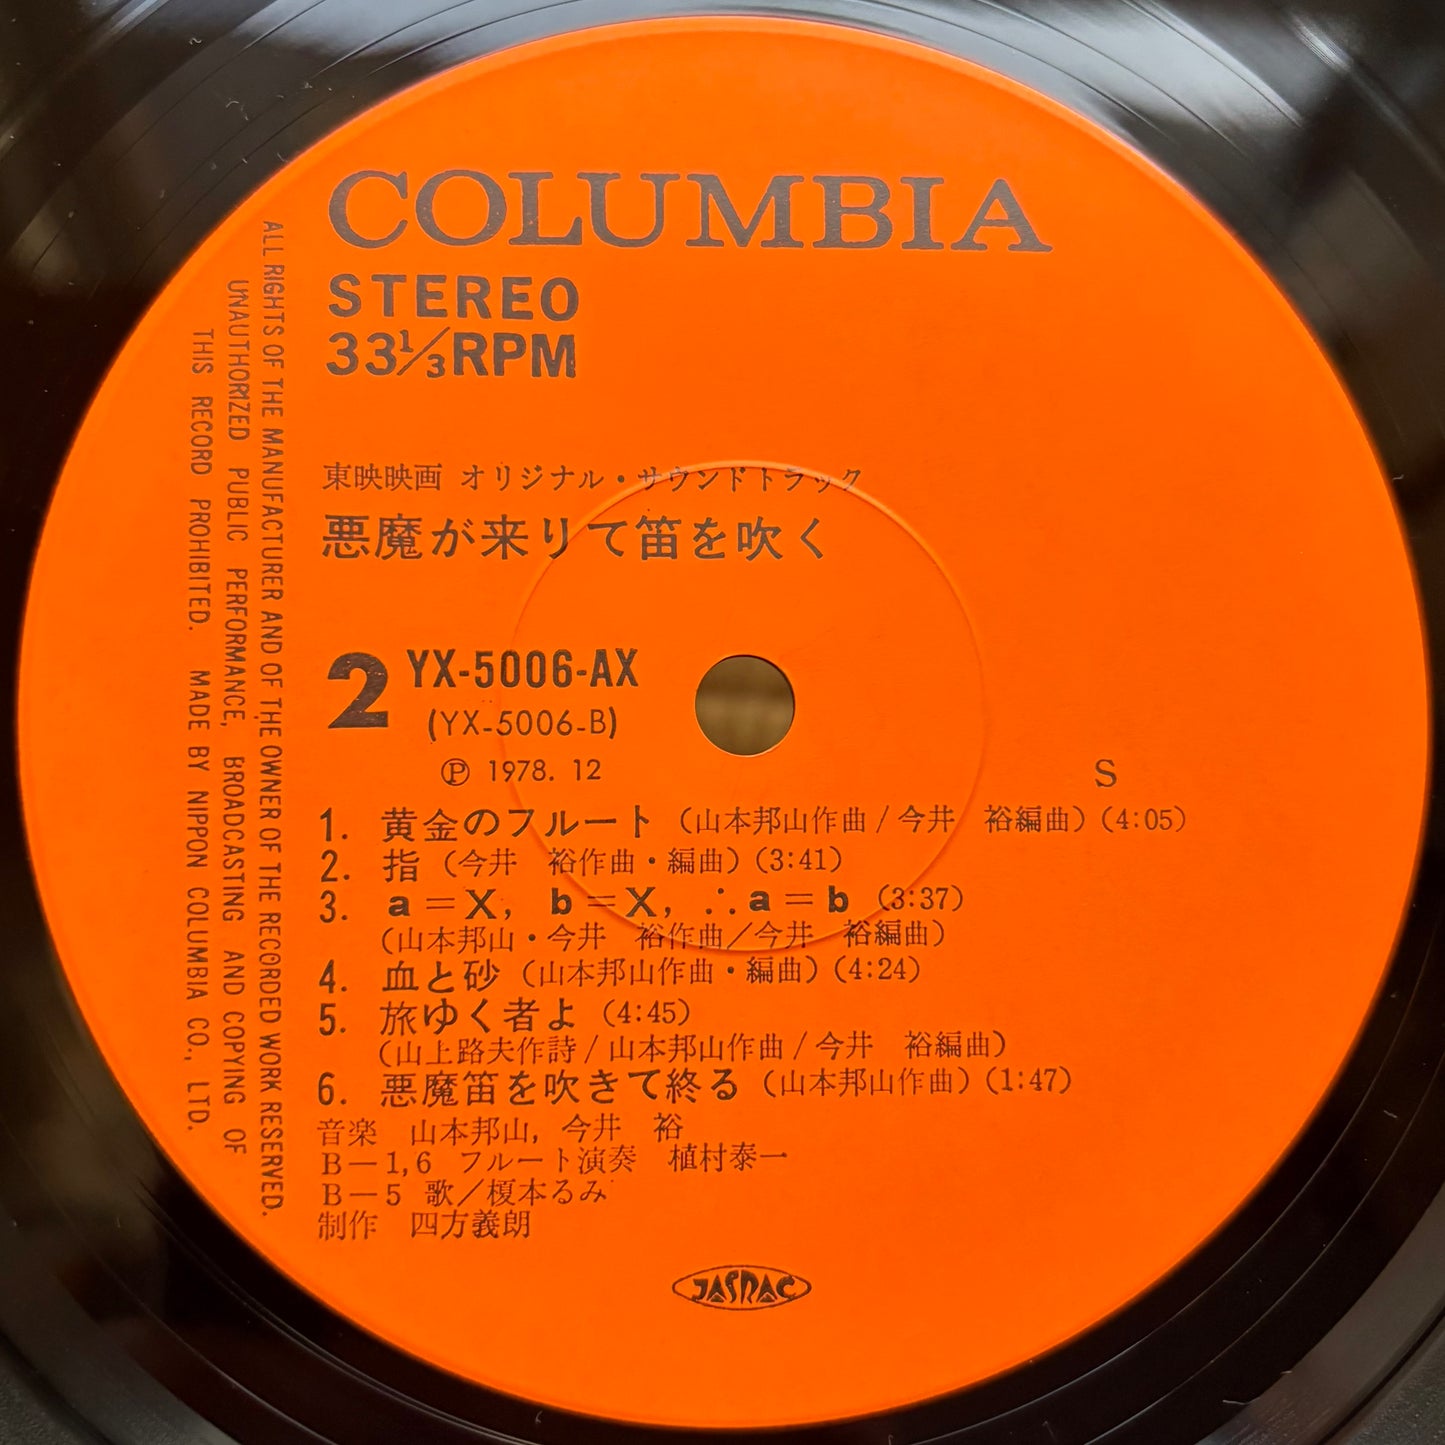 COLUMBIA
STEREO
33⅓RPM
東映映画 オリジナル・サウンドトラック
悪魔が来りて笛を吹く
2 YX-5006-AX
(YX-5006-B)
Ⓟ 1978. 12
S
1. 黄金のフルート (山本邦山作曲/今井 裕編曲) (4:05)
2. 指 (今井 裕作曲・編曲) (3:41)
3. a=X, b=X, ∴a=b (3:37)
(山本邦山・今井 裕作曲/今井 裕編曲)
4. 血と砂 (山本邦山作曲・編曲) (4:24)
5. 旅ゆく者よ (4:45)
(山上路夫作詩/山本邦山作曲/今井 裕編曲)
6. 悪魔笛を吹きて終る (山本邦山作曲) (1:47)
音楽 山本邦山, 今井 裕
B-1,6 フルート演奏 植村泰一
B-5 歌/榎本るみ
制作 四方義朗
JASRAC
ALL RIGHTS OF THE MANUFACTURER AND OF THE OWNER OF THE RECORDED WORK RESERVED.
UNAUTHORIZED PUBLIC PERFORMANCE, BROADCASTING AND COPYING OF
THIS RECORD PROHIBITED. MADE BY NIPPON COLUMBIA CO., LTD.